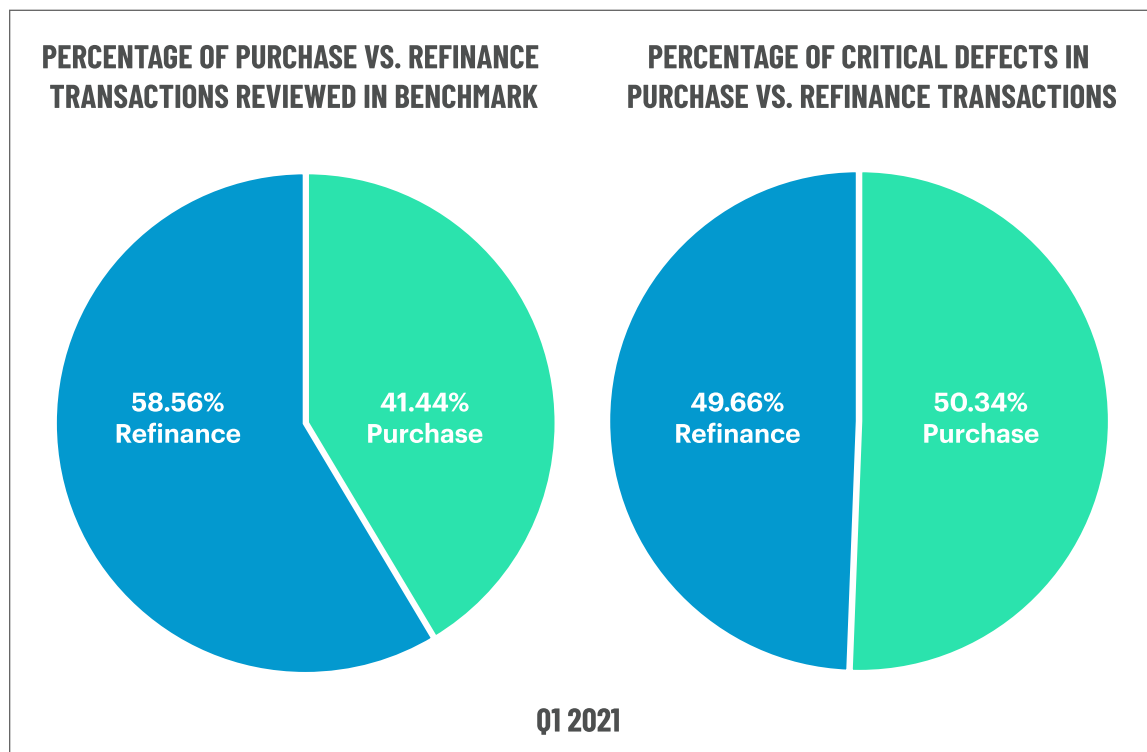 PERCENTAGE OF PURCHASE VS. REFINANCE
TRANSACTIONS REVIEWED IN BENCHMARK
58.56%
Refinance
41.44%
Purchase
PERCENTAGE OF CRITICAL DEFECTS IN
PURCHASE VS. REFINANCE TRANSACTIONS
49.66%
Refinance
50.34%
Purchase
Q1 2021